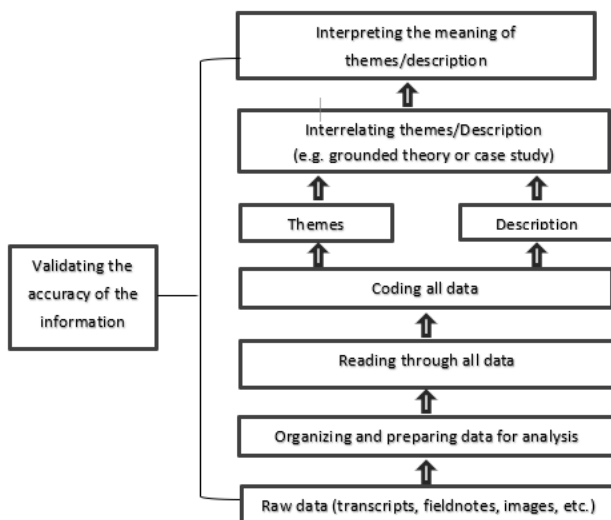 Interpreting the meaning of
themes/description
Interrelating themes/Description
(e.g. grounded theory or case study)
Themes
Description
Validating the
accuracy of the
information
Coding all data
Reading through all data
Organizing and preparing data for analysis
Raw data (transcripts, fieldnotes, images, etc.)